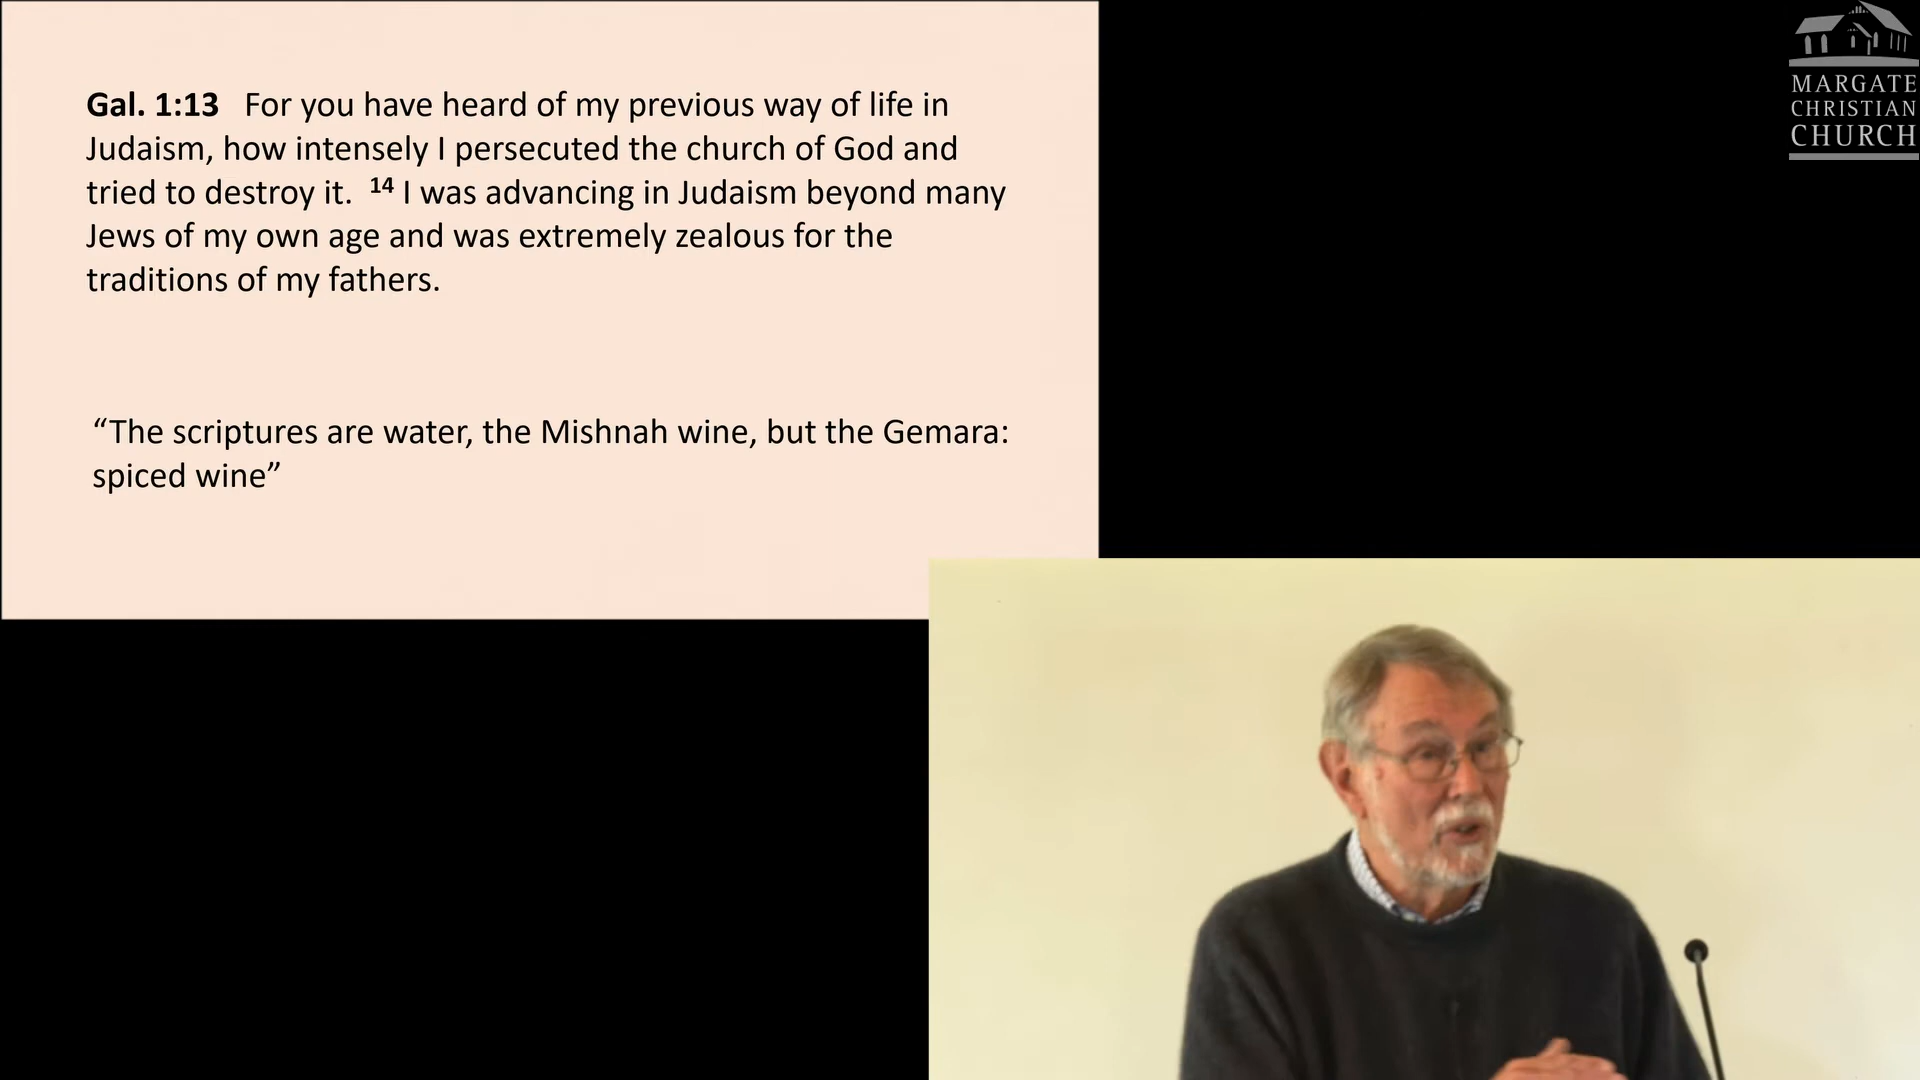 Gal. 1:13 For you have heard of my previous way of life in
Judaism, how intensely I persecuted the church of God and
tried to destroy it. 14 I was advancing in Judaism beyond many
Jews of my own age and was extremely zealous for the
traditions of my fathers.
“The scriptures are water, the Mishnah wine, but the Gemara:
spiced wine”
MARGATE
CHRISTIAN
CHURCH